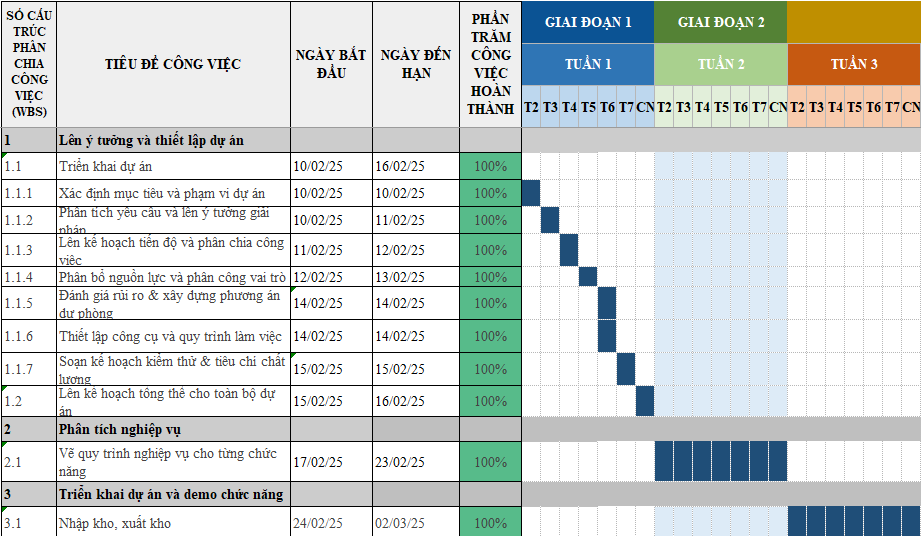 SỐ CẤU TRÚC PHÂN CHIA CÔNG VIỆC (WBS) TIÊU ĐỀ CÔNG VIỆC NGÀY BẮT ĐẦU NGÀY ĐẾN HẠN PHẦN TRĂM CÔNG VIỆC HOÀN THÀNH
GIAI ĐOẠN 1 GIAI ĐOẠN 2
TUẦN 1 TUẦN 2 TUẦN 3
T2 T3 T4 T5 T6 T7 CN T2 T3 T4 T5 T6 T7 CN T2 T3 T4 T5 T6 T7 CN
1 Lên ý tưởng và thiết lập dự án
1.1 Triển khai dự án 10/02/25 16/02/25 100%
1.1.1 Xác định mục tiêu và phạm vi dự án 10/02/25 10/02/25 100%
1.1.2 Phân tích yêu cầu và lên ý tưởng giải pháp 10/02/25 11/02/25 100%
1.1.3 Lên kế hoạch tiến độ và phân chia công việc 11/02/25 12/02/25 100%
1.1.4 Phân bổ nguồn lực và phân công vai trò 12/02/25 13/02/25 100%
1.1.5 Đánh giá rủi ro & xây dựng phương án dự phòng 14/02/25 14/02/25 100%
1.1.6 Thiết lập công cụ và quy trình làm việc 14/02/25 14/02/25 100%
1.1.7 Soạn kế hoạch kiểm thử & tiêu chí chất lượng 15/02/25 15/02/25 100%
1.2 Lên kế hoạch tổng thể cho toàn bộ dự án 15/02/25 16/02/25 100%
2 Phân tích nghiệp vụ
2.1 Vẽ quy trình nghiệp vụ cho từng chức năng 17/02/25 23/02/25 100%
3 Triển khai dự án và demo chức năng
3.1 Nhập kho, xuất kho 24/02/25 02/03/25 100%